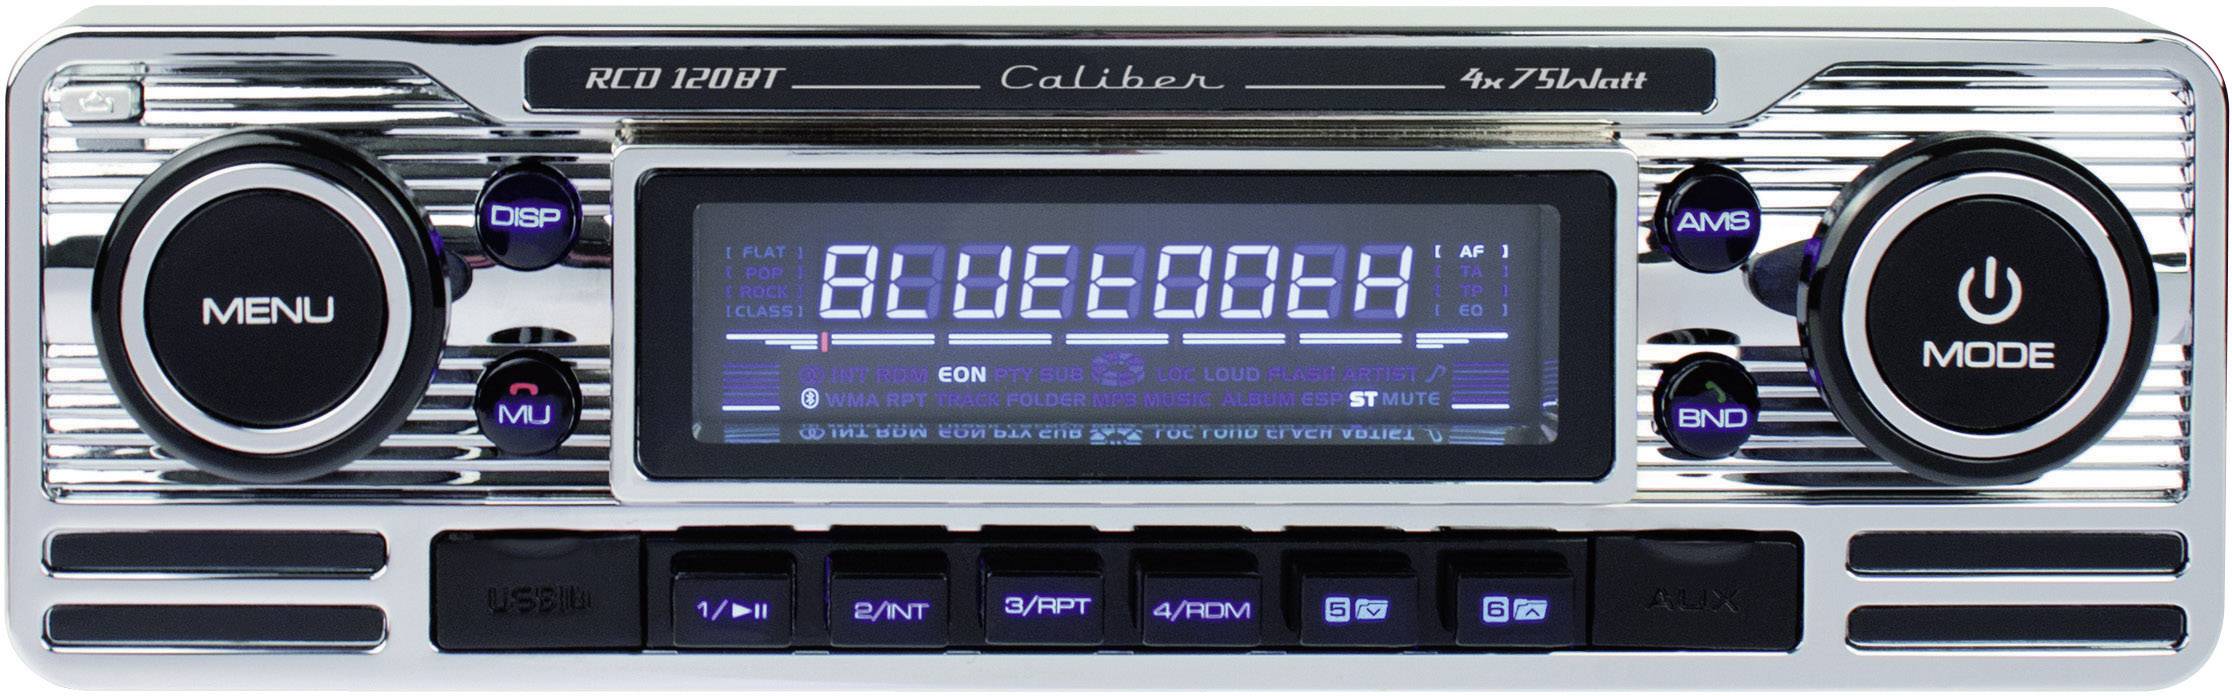 RCD 120BT Caliber 4x75Watt
MENU
DISP
MU
[ FLAT ]
[ POP ]
[ ROCK ]
[ CLASS ]
BLUEtOOtH
[ AF ]
[ TA ]
[ TP ]
[ EQ ]
INT RDM EON PTY SUB LOC LOUD FLASH ARTIST
WMA RPT TRACK FOLDER MP3 MUSIC ALBUM ESP ST MUTE
AMS
BND
MODE
USB
1/
2/INT
3/RPT
4/RDM
5
6
AUX